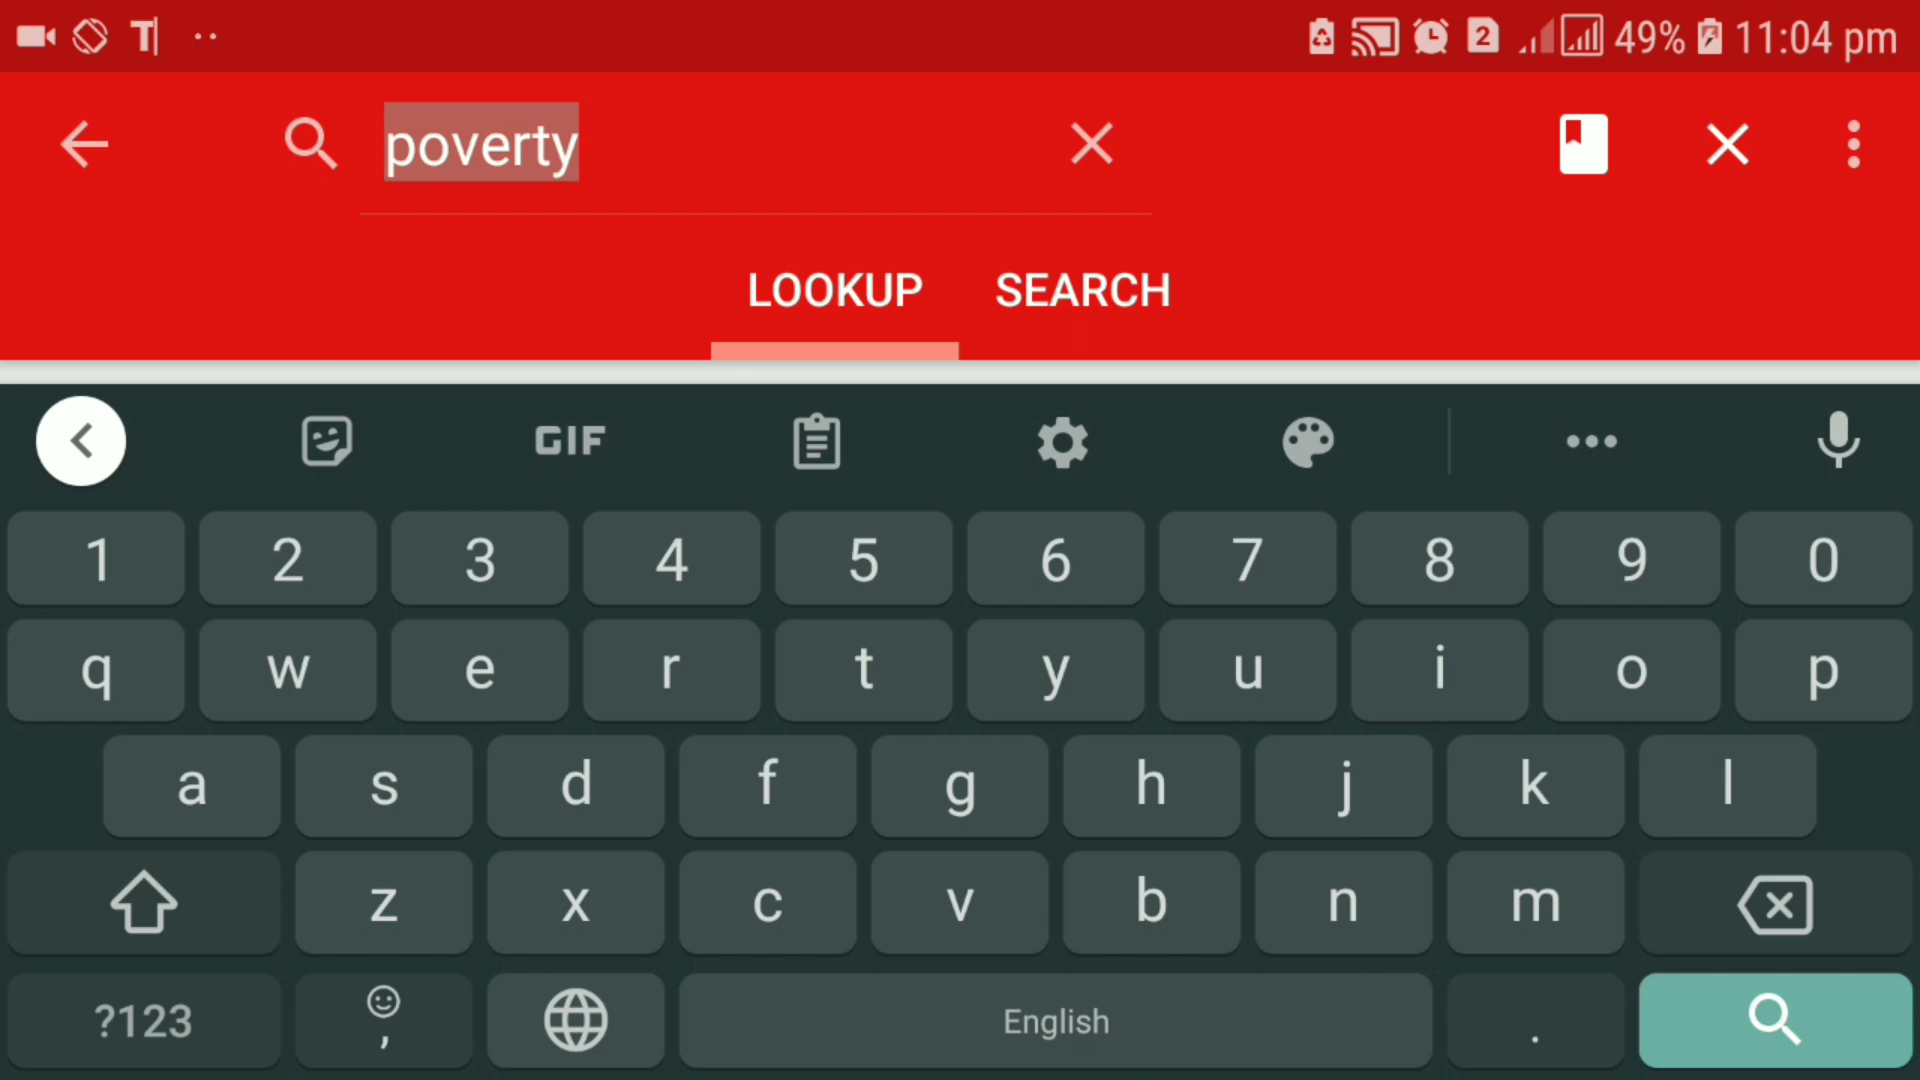 T 2 49% 11:04 pm
poverty
LOOKUP SEARCH
GIF
1 2 3 4 5 6 7 8 9 0
q w e r t y u i o p
a s d f g h j k l
z x c v b n m
?123 , English .